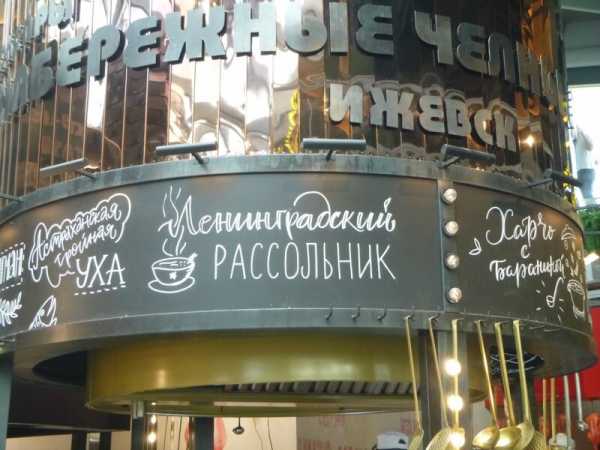 НАБЕРЕЖНЫЕ ЧЕЛН
ИЖЕВСК
Астраханская
тройная
УХА
Ленинградский
РАССОЛЬНИК
Харчо
с
Бараниной